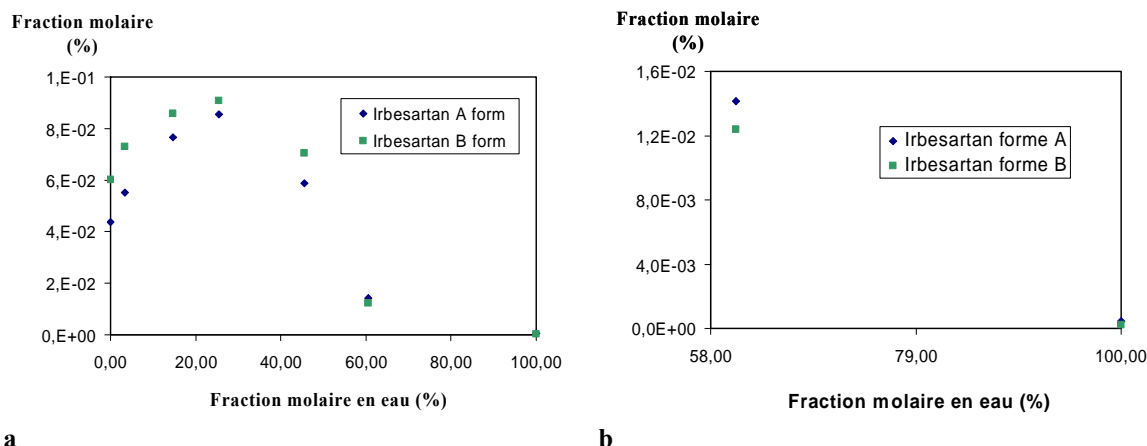 Fraction molaire
(%)
1,E-01
8,E-02
6,E-02
4,E-02
2,E-02
0,E+00
0,00 20,00 40,00 60,00 80,00 100,00
Irbesartan A form
Irbesartan B form
Fraction molaire en eau (%)
a
Fraction molaire
(%)
1,6E-02
1,2E-02
8,0E-03
4,0E-03
0,0E+00
58,00 79,00 100,00
Irbesartan forme A
Irbesartan forme B
Fraction molaire en eau (%)
b